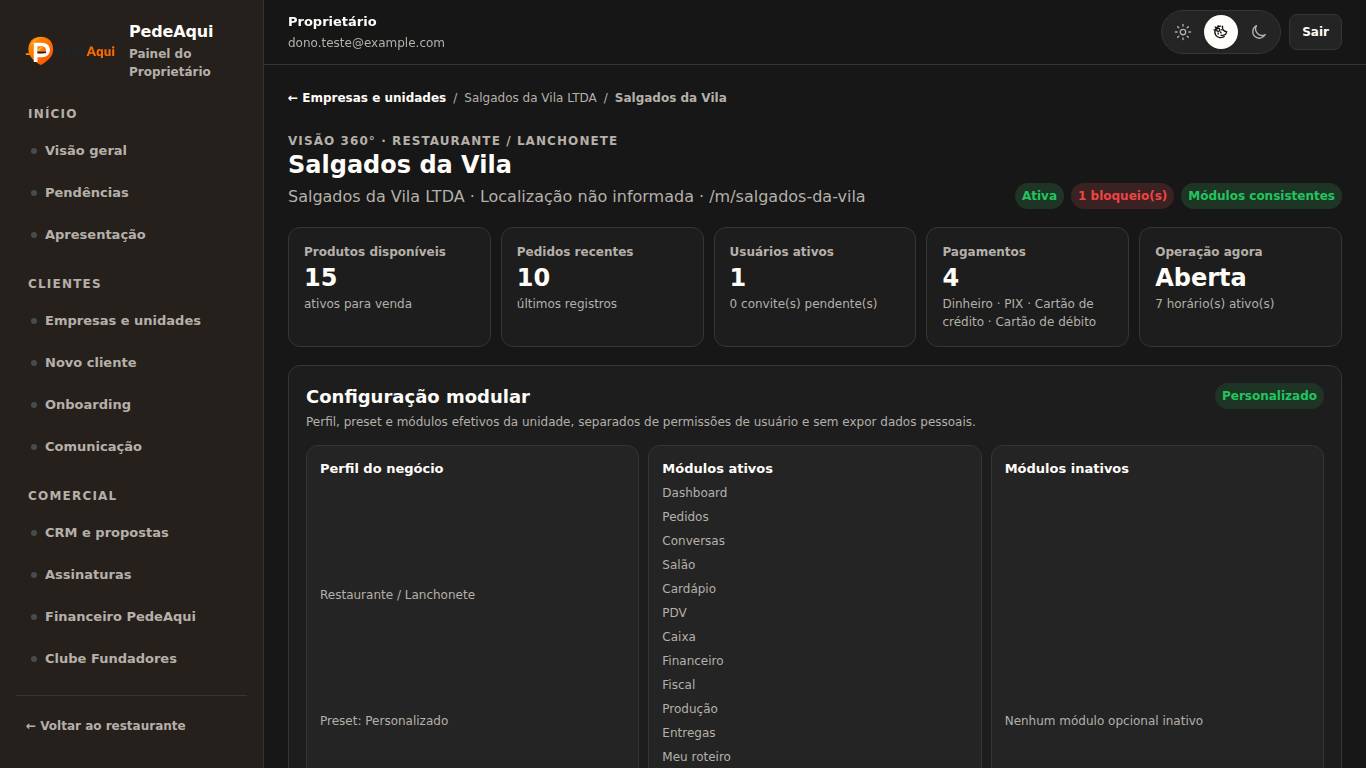 Aqui
PedeAqui
Painel do
Proprietário
INÍCIO
Visão geral
Pendências
Apresentação
CLIENTES
Empresas e unidades
Novo cliente
Onboarding
Comunicação
COMERCIAL
CRM e propostas
Assinaturas
Financeiro PedeAqui
Clube Fundadores
← Voltar ao restaurante
Proprietário
dono.teste@example.com
Sair
← Empresas e unidades / Salgados da Vila LTDA / Salgados da Vila
VISÃO 360° · RESTAURANTE / LANCHONETE
Salgados da Vila
Salgados da Vila LTDA · Localização não informada · /m/salgados-da-vila
Ativa
1 bloqueio(s)
Módulos consistentes
Produtos disponíveis
15
ativos para venda
Pedidos recentes
10
últimos registros
Usuários ativos
1
0 convite(s) pendente(s)
Pagamentos
4
Dinheiro · PIX · Cartão de
crédito · Cartão de débito
Operação agora
Aberta
7 horário(s) ativo(s)
Configuração modular
Personalizado
Perfil, preset e módulos efetivos da unidade, separados de permissões de usuário e sem expor dados pessoais.
Perfil do negócio
Restaurante / Lanchonete
Preset: Personalizado
Módulos ativos
Dashboard
Pedidos
Conversas
Salão
Cardápio
PDV
Caixa
Financeiro
Fiscal
Produção
Entregas
Meu roteiro
Módulos inativos
Nenhum módulo opcional inativo